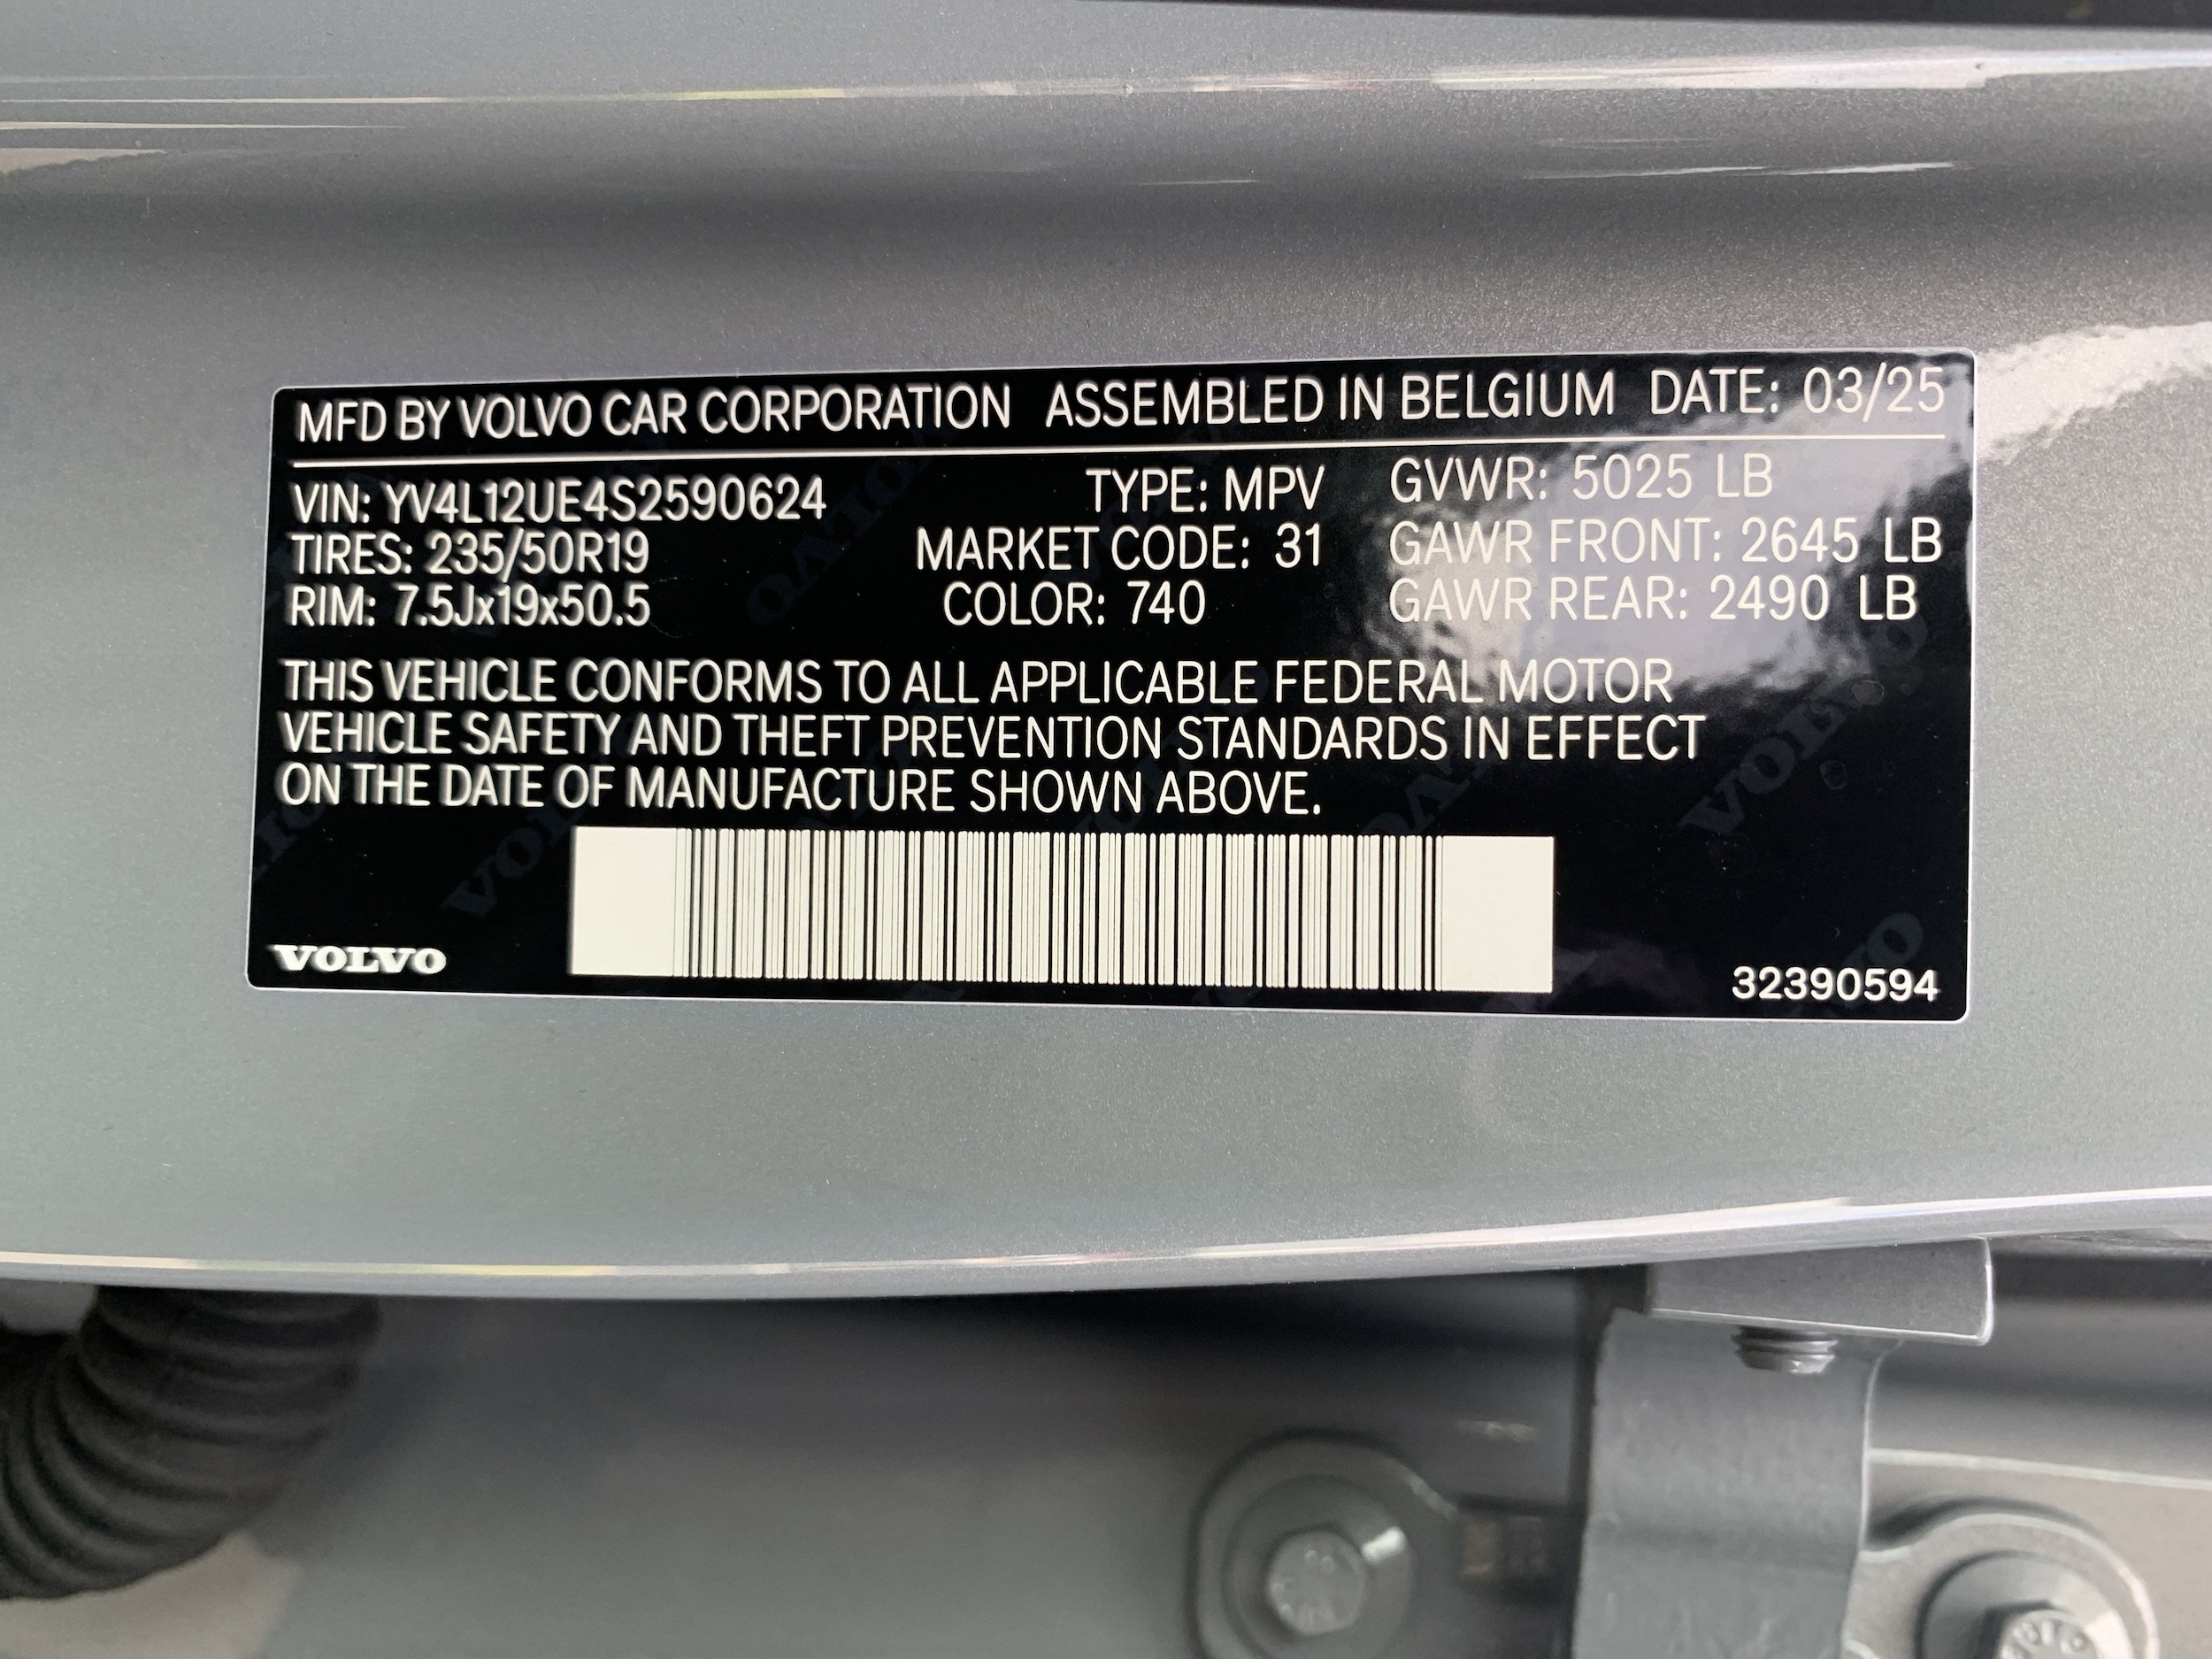 MFD BY VOLVO CAR CORPORATION ASSEMBLED IN BELGIUM DATE: 03/25
VIN: YV4L12UE4S2590624 TYPE: MPV GVWR: 5025 LB
TIRES: 235/50R19 MARKET CODE: 31 GAWR FRONT: 2645 LB
RIM: 7.5Jx19x50.5 COLOR: 740 GAWR REAR: 2490 LB
THIS VEHICLE CONFORMS TO ALL APPLICABLE FEDERAL MOTOR
VEHICLE SAFETY AND THEFT PREVENTION STANDARDS IN EFFECT
ON THE DATE OF MANUFACTURE SHOWN ABOVE.
VOLVO 32390594